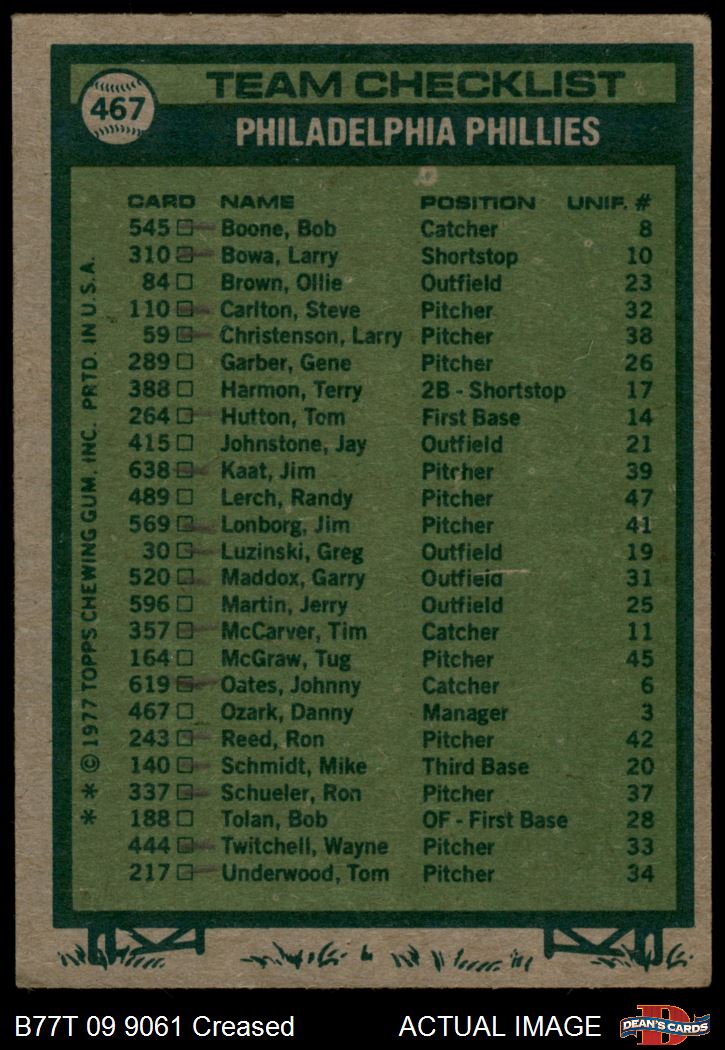 467
TEAM CHECKLIST
PHILADELPHIA PHILLIES
CARD NAME POSITION UNIF. #
545 Boone, Bob Catcher 8
310 Bowa, Larry Shortstop 10
84 Brown, Ollie Outfield 23
110 Carlton, Steve Pitcher 32
59 Christenson, Larry Pitcher 38
289 Garber, Gene Pitcher 26
388 Harmon, Terry 2B - Shortstop 17
264 Hutton, Tom First Base 14
415 Johnstone, Jay Outfield 21
638 Kaat, Jim Pitcher 39
489 Lerch, Randy Pitcher 47
569 Lonborg, Jim Pitcher 41
30 Luzinski, Greg Outfield 19
520 Maddox, Garry Outfield 31
596 Martin, Jerry Outfield 25
357 McCarver, Tim Catcher 11
164 McGraw, Tug Pitcher 45
619 Oates, Johnny Catcher 6
467 Ozark, Danny Manager 3
243 Reed, Ron Pitcher 42
140 Schmidt, Mike Third Base 20
337 Schueler, Ron Pitcher 37
188 Tolan, Bob OF - First Base 28
444 Twitchell, Wayne Pitcher 33
217 Underwood, Tom Pitcher 34
* * © 1977 TOPPS CHEWING GUM, INC. PRTD. IN U.S.A.
B77T 09 9061 Creased ACTUAL IMAGE
DEAN'S CARDS